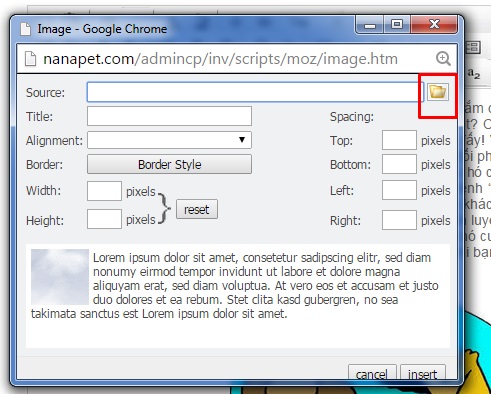 Image - Google Chrome
nanapet.com/admincp/inv/scripts/moz/image.htm
Source:
Title:
Spacing:
Alignment:
Top: pixels
Border: Border Style
Bottom: pixels
Width: pixels
Left: pixels
reset
Height: pixels
Right: pixels
Lorem ipsum dolor sit amet, consetetur sadipscing elitr, sed diam
nonumy eirmod tempor invidunt ut labore et dolore magna
aliquyam erat, sed diam voluptua. At vero eos et accusam et justo
duo dolores et ea rebum. Stet clita kasd gubergren, no sea
takimata sanctus est Lorem ipsum dolor sit amet.
cancel insert